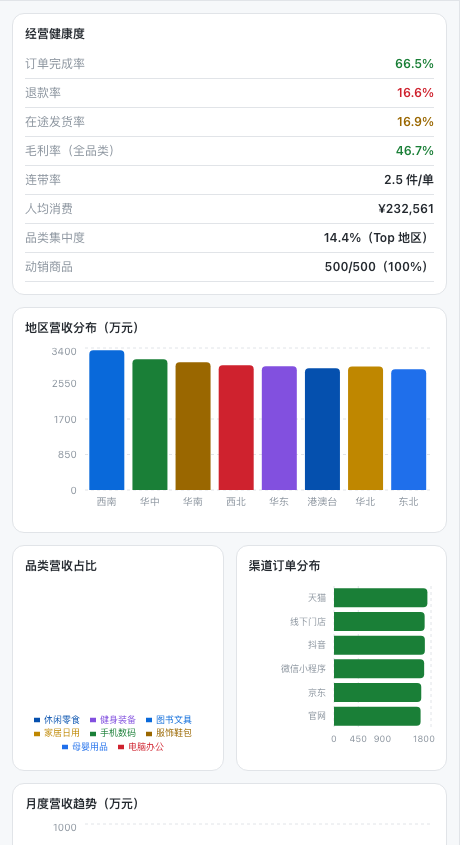 经营健康度
订单完成率 66.5%
退款率 16.6%
在途发货率 16.9%
毛利率（全品类） 46.7%
连带率 2.5 件/单
人均消费 ¥232,561
品类集中度 14.4%（Top 地区）
动销商品 500/500（100%）
地区营收分布（万元）
3400
2550
1700
850
0
西南 华中 华南 西北 华东 港澳台 华北 东北
品类营收占比
休闲零食 健身装备 图书文具
家居日用 手机数码 服饰鞋包
母婴用品 电脑办公
渠道订单分布
天猫
线下门店
抖音
微信小程序
京东
官网
0 450 900 1800
月度营收趋势（万元）
1000